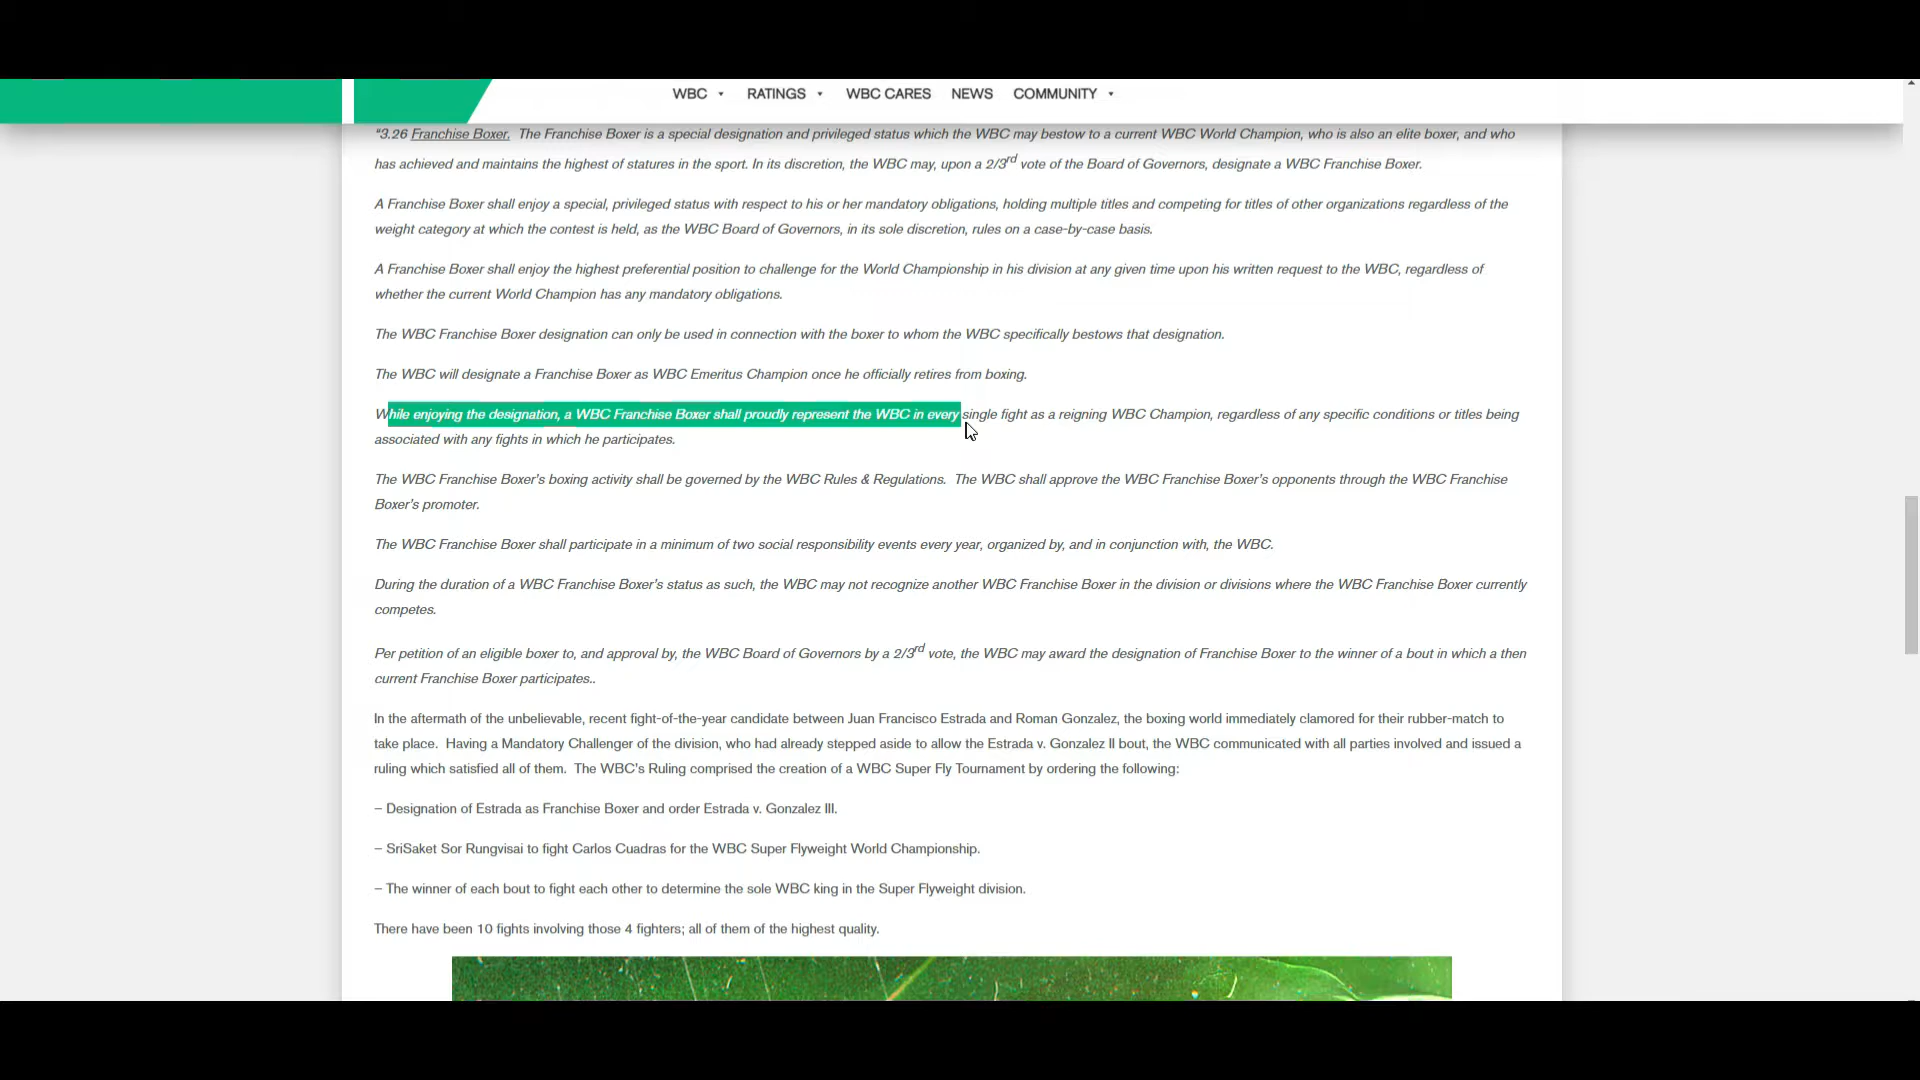 WBC RATINGS WBC CARES NEWS COMMUNITY
"3.26 Franchise Boxer.  The Franchise Boxer is a special designation and privileged status which the WBC may bestow to a current WBC World Champion, who is also an elite boxer, and who
has achieved and maintains the highest of statures in the sport. In its discretion, the WBC may, upon a 2/3rd vote of the Board of Governors, designate a WBC Franchise Boxer.
A Franchise Boxer shall enjoy a special, privileged status with respect to his or her mandatory obligations, holding multiple titles and competing for titles of other organizations regardless of the
weight category at which the contest is held, as the WBC Board of Governors, in its sole discretion, rules on a case-by-case basis.
A Franchise Boxer shall enjoy the highest preferential position to challenge for the World Championship in his division at any given time upon his written request to the WBC, regardless of
whether the current World Champion has any mandatory obligations.
The WBC Franchise Boxer designation can only be used in connection with the boxer to whom the WBC specifically bestows that designation.
The WBC will designate a Franchise Boxer as WBC Emeritus Champion once he officially retires from boxing.
While enjoying the designation, a WBC Franchise Boxer shall proudly represent the WBC in every single fight as a reigning WBC Champion, regardless of any specific conditions or titles being
associated with any fights in which he participates.
The WBC Franchise Boxer's boxing activity shall be governed by the WBC Rules & Regulations.  The WBC shall approve the WBC Franchise Boxer's opponents through the WBC Franchise
Boxer's promoter.
The WBC Franchise Boxer shall participate in a minimum of two social responsibility events every year, organized by, and in conjunction with, the WBC.
During the duration of a WBC Franchise Boxer's status as such, the WBC may not recognize another WBC Franchise Boxer in the division or divisions where the WBC Franchise Boxer currently
competes.
Per petition of an eligible boxer to, and approval by, the WBC Board of Governors by a 2/3rd vote, the WBC may award the designation of Franchise Boxer to the winner of a bout in which a then
current Franchise Boxer participates..
In the aftermath of the unbelievable, recent fight-of-the-year candidate between Juan Francisco Estrada and Roman Gonzalez, the boxing world immediately clamored for their rubber-match to
take place.  Having a Mandatory Challenger of the division, who had already stepped aside to allow the Estrada v. Gonzalez II bout, the WBC communicated with all parties involved and issued a
ruling which satisfied all of them.  The WBC's Ruling comprised the creation of a WBC Super Fly Tournament by ordering the following:
– Designation of Estrada as Franchise Boxer and order Estrada v. Gonzalez III.
– SriSaket Sor Rungvisai to fight Carlos Cuadras for the WBC Super Flyweight World Championship.
– The winner of each bout to fight each other to determine the sole WBC king in the Super Flyweight division.
There have been 10 fights involving those 4 fighters; all of them of the highest quality.